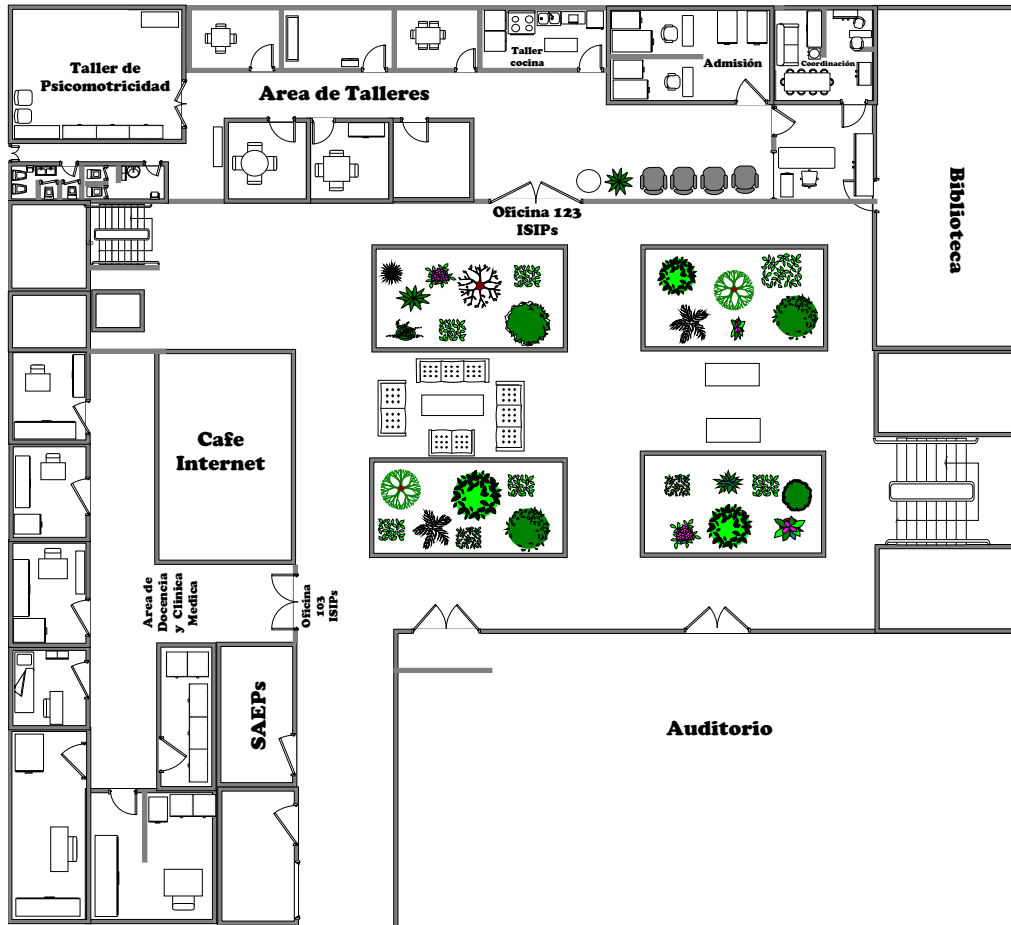 Taller de
Psicomotricidad
Taller
cocina
Admisión
Coordinación
Area de Talleres
Biblioteca
Oficina 123
ISIPs
Cafe
Internet
Area de
Docencia
y Clinica
Medica
Oficina
103
ISIPs
SAEPs
Auditorio